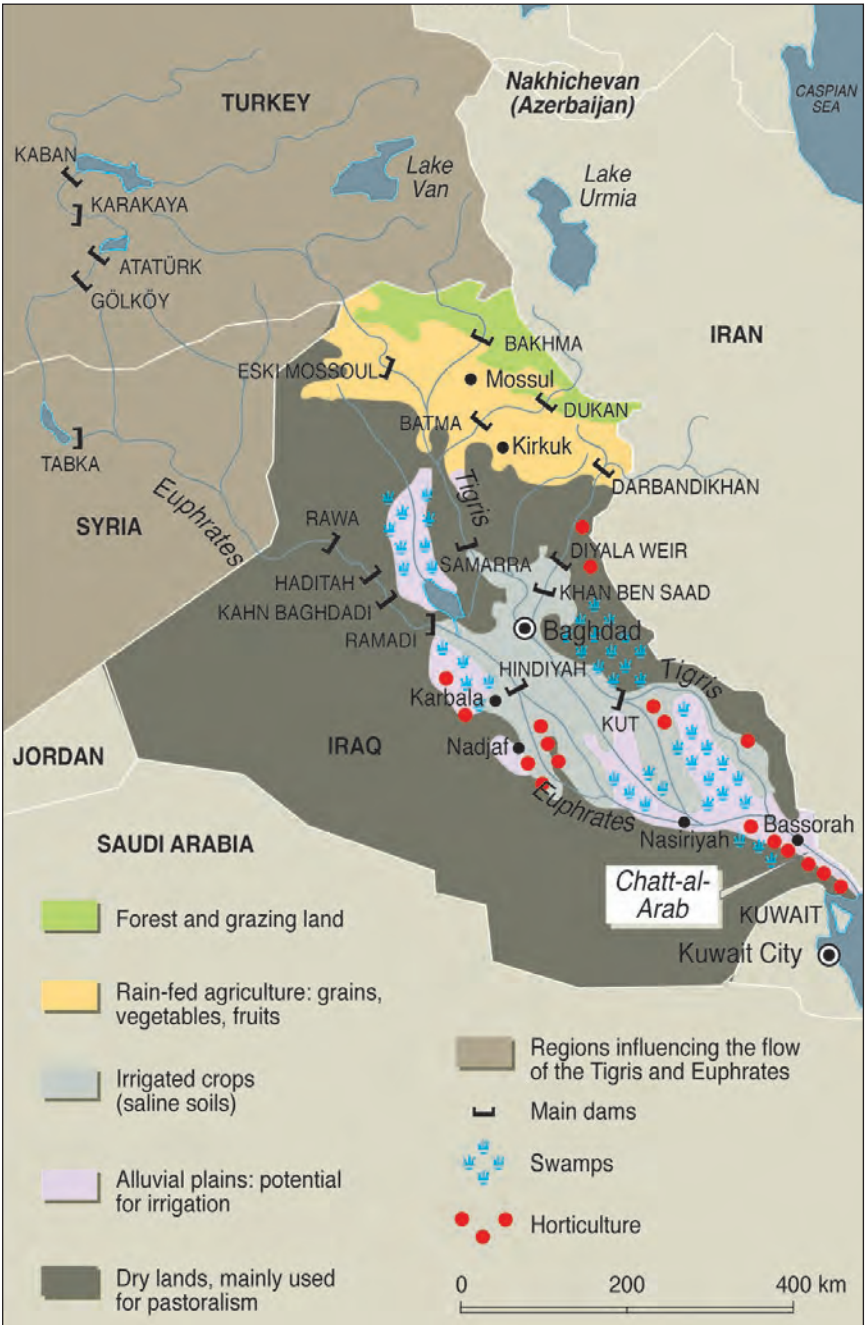 TURKEY
Nakhichevan
(Azerbaijan)
CASPIAN
SEA
KABAN
Lake
Van
Lake
Urmia
KARAKAYA
ATATÜRK
GÖLKÖY
IRAN
BAKHMA
ESKI MOSSOUL
Mossul
DUKAN
BATMA
Kirkuk
TABKA
DARBANDIKHAN
Euphrates
Tigris
SYRIA
RAWA
SAMARRA
DIYALA WEIR
HADITAH
KHAN BEN SAAD
KAHN BAGHDADI
RAMADI
Baghdad
HINDIYAH
Tigris
Karbala
KUT
IRAQ
Nadjaf
JORDAN
Euphrates
Nasiriyah
Bassorah
SAUDI ARABIA
Chatt-al-
Arab
KUWAIT
Kuwait City
Forest and grazing land
Rain-fed agriculture: grains,
vegetables, fruits
Irrigated crops
(saline soils)
Alluvial plains: potential
for irrigation
Dry lands, mainly used
for pastoralism
Regions influencing the flow
of the Tigris and Euphrates
Main dams
Swamps
Horticulture
0 200 400 km